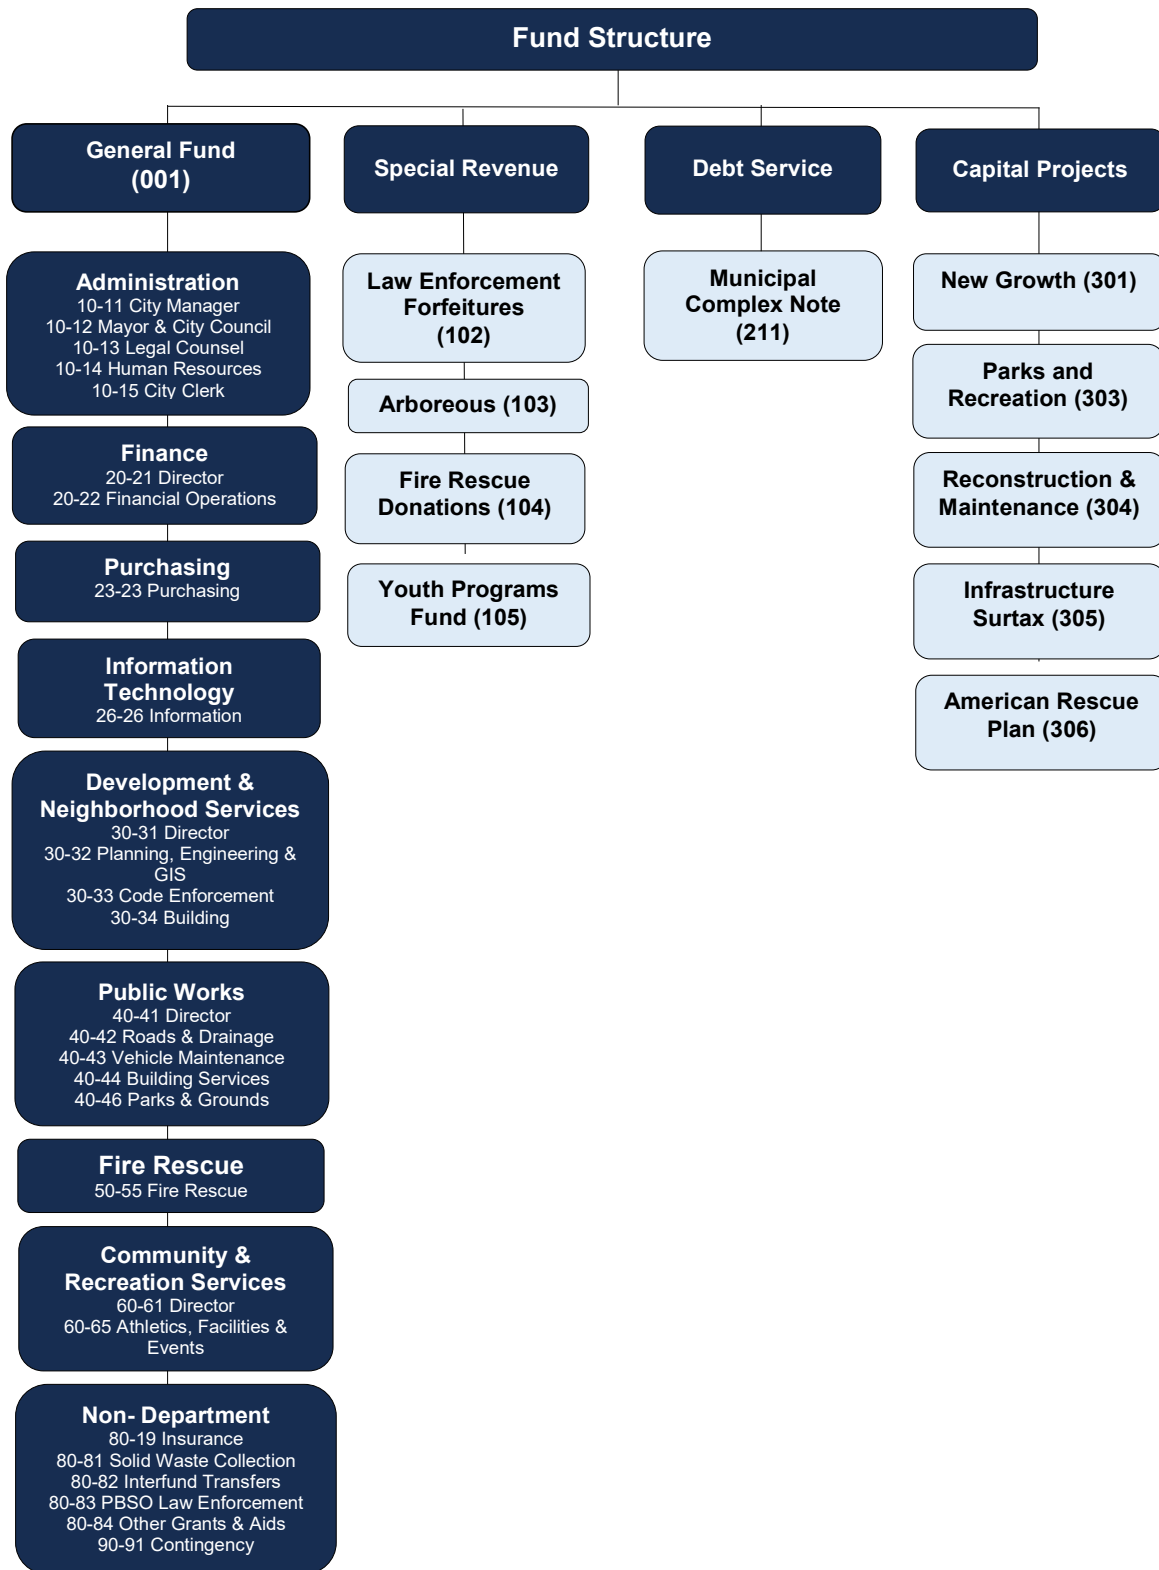 Fund Structure
General Fund
(001)
Administration
10-11 City Manager
10-12 Mayor & City Council
10-13 Legal Counsel
10-14 Human Resources
10-15 City Clerk
Finance
20-21 Director
20-22 Financial Operations
Purchasing
23-23 Purchasing
Information
Technology
26-26 Information
Development &
Neighborhood Services
30-31 Director
30-32 Planning, Engineering &
GIS
30-33 Code Enforcement
30-34 Building
Public Works
40-41 Director
40-42 Roads & Drainage
40-43 Vehicle Maintenance
40-44 Building Services
40-46 Parks & Grounds
Fire Rescue
50-55 Fire Rescue
Community &
Recreation Services
60-61 Director
60-65 Athletics, Facilities &
Events
Non- Department
80-19 Insurance
80-81 Solid Waste Collection
80-82 Interfund Transfers
80-83 PBSO Law Enforcement
80-84 Other Grants & Aids
90-91 Contingency
Special Revenue
Law Enforcement
Forfeitures
(102)
Arboreous (103)
Fire Rescue
Donations (104)
Youth Programs
Fund (105)
Debt Service
Municipal
Complex Note
(211)
Capital Projects
New Growth (301)
Parks and
Recreation (303)
Reconstruction &
Maintenance (304)
Infrastructure
Surtax (305)
American Rescue
Plan (306)